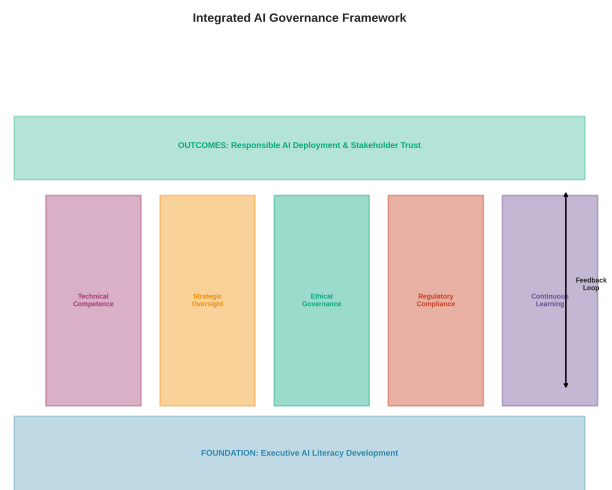 Integrated AI Governance Framework
OUTCOMES: Responsible AI Deployment & Stakeholder Trust
Technical
Competence
Strategic
Oversight
Ethical
Governance
Regulatory
Compliance
Continuous
Learning
Feedback
Loop
FOUNDATION: Executive AI Literacy Development